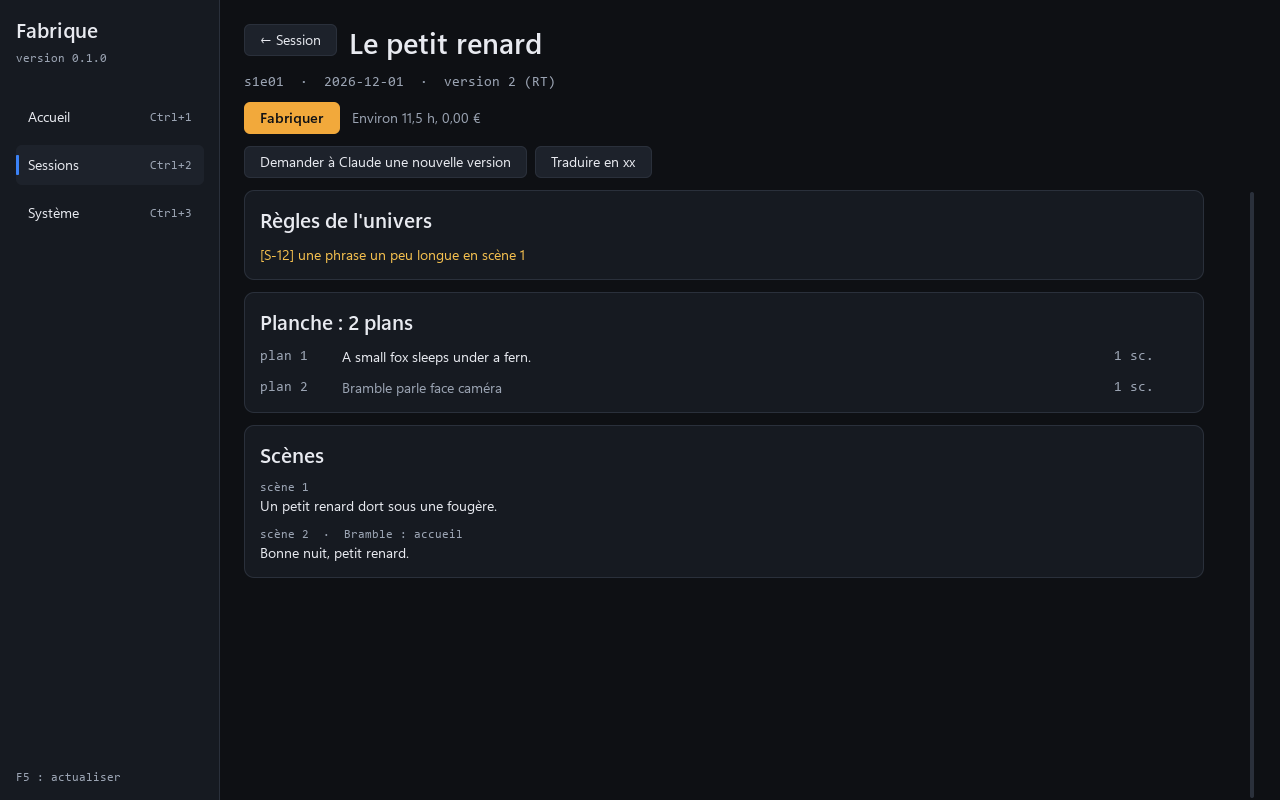 Fabrique
version 0.1.0
Accueil Ctrl+1
Sessions Ctrl+2
Système Ctrl+3
F5 : actualiser
← Session Le petit renard
s1e01 · 2026-12-01 · version 2 (RT)
Fabriquer Environ 11,5 h, 0,00 €
Demander à Claude une nouvelle version Traduire en xx
Règles de l'univers
[S-12] une phrase un peu longue en scène 1
Planche : 2 plans
plan 1 A small fox sleeps under a fern. 1 sc.
plan 2 Bramble parle face caméra 1 sc.
Scènes
scène 1
Un petit renard dort sous une fougère.
scène 2 · Bramble : accueil
Bonne nuit, petit renard.